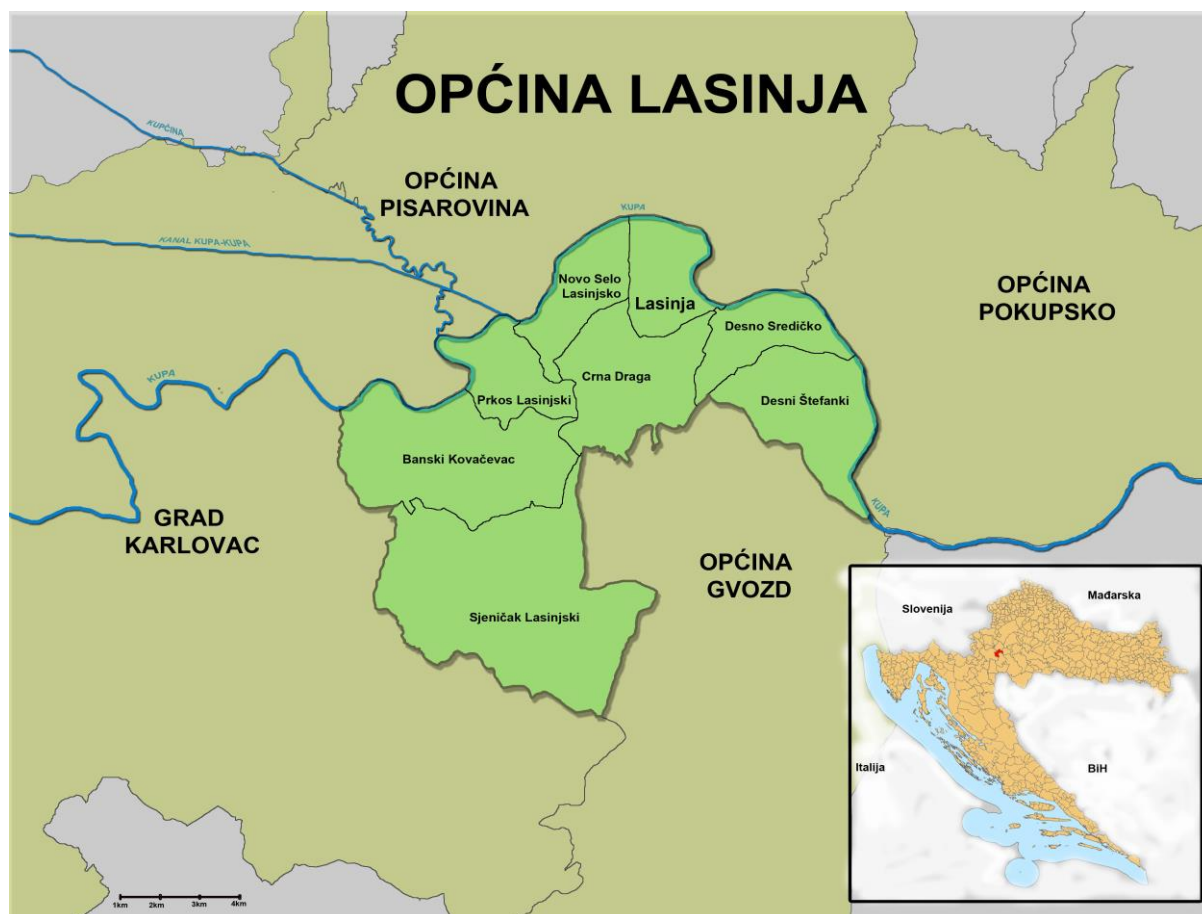 OPĆINA LASINJA
KUPČINA
OPĆINA
PISAROVINA
KUPA
KANAL KUPA-KUPA
Novo Selo
Lasinjsko
Lasinja
OPĆINA
POKUPSKO
Desno Sredičko
KUPA
Crna Draga
Prkos Lasinjski
Desni Štefanki
Banski Kovačevac
KUPA
GRAD
KARLOVAC
OPĆINA
GVOZD
Sjeničak Lasinjski
Slovenija
Mađarska
Italija
BiH
1km 2km 3km 4km